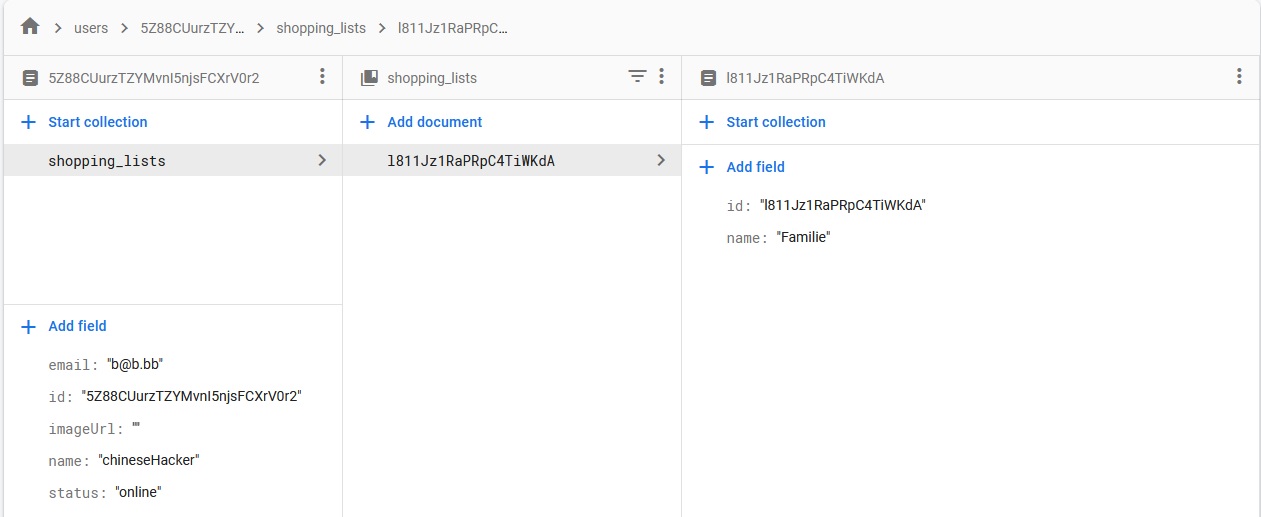 users 5Z88CUurzTZY... shopping_lists l811Jz1RaPRpC...
5Z88CUurzTZYMvnI5njsFCXrV0r2
Start collection
shopping_lists
Add field
email: "b@b.bb"
id: "5Z88CUurzTZYMvnI5njsFCXrV0r2"
imageUrl: ""
name: "chineseHacker"
status: "online"
shopping_lists
Add document
l811Jz1RaPRpC4TiWKdA
l811Jz1RaPRpC4TiWKdA
Start collection
Add field
id: "l811Jz1RaPRpC4TiWKdA"
name: "Familie"